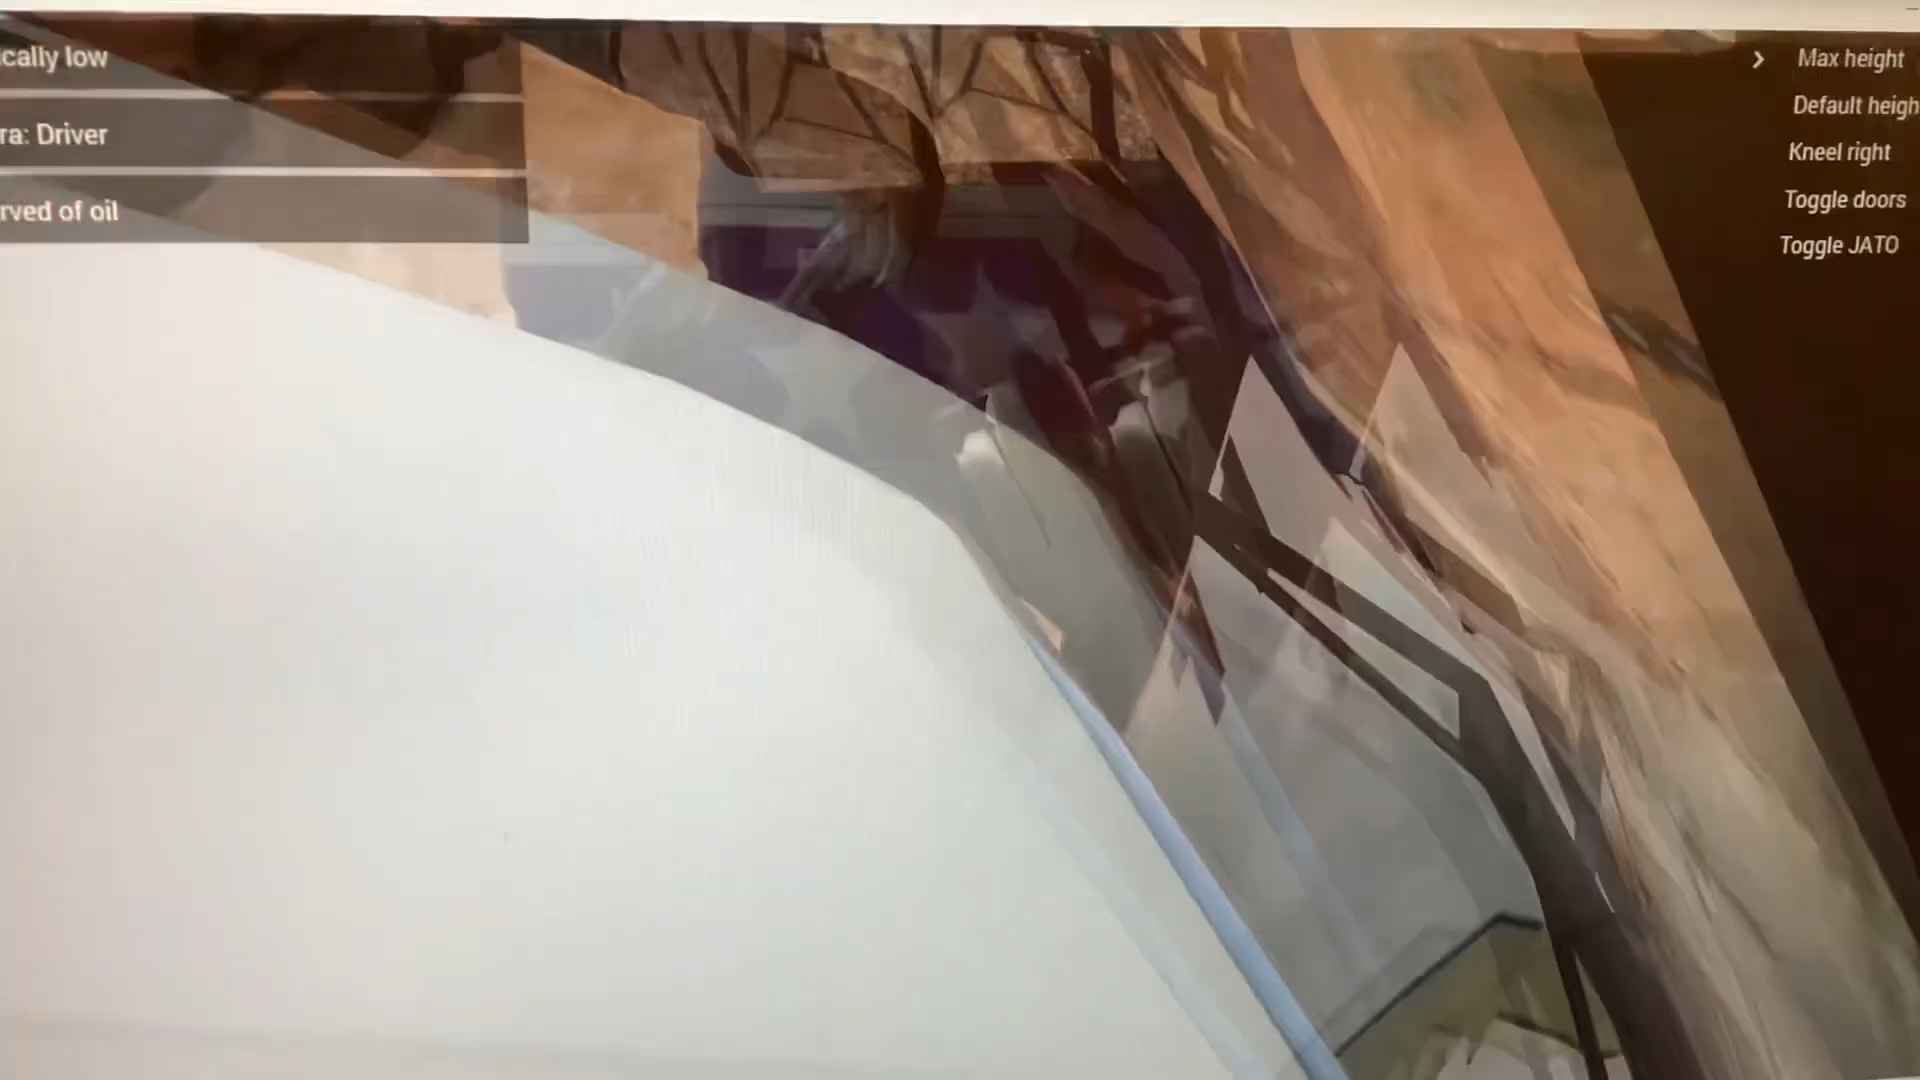 cally low
ra: Driver
rved of oil
Max height
Default heigh
Kneel right
Toggle doors
Toggle JATO